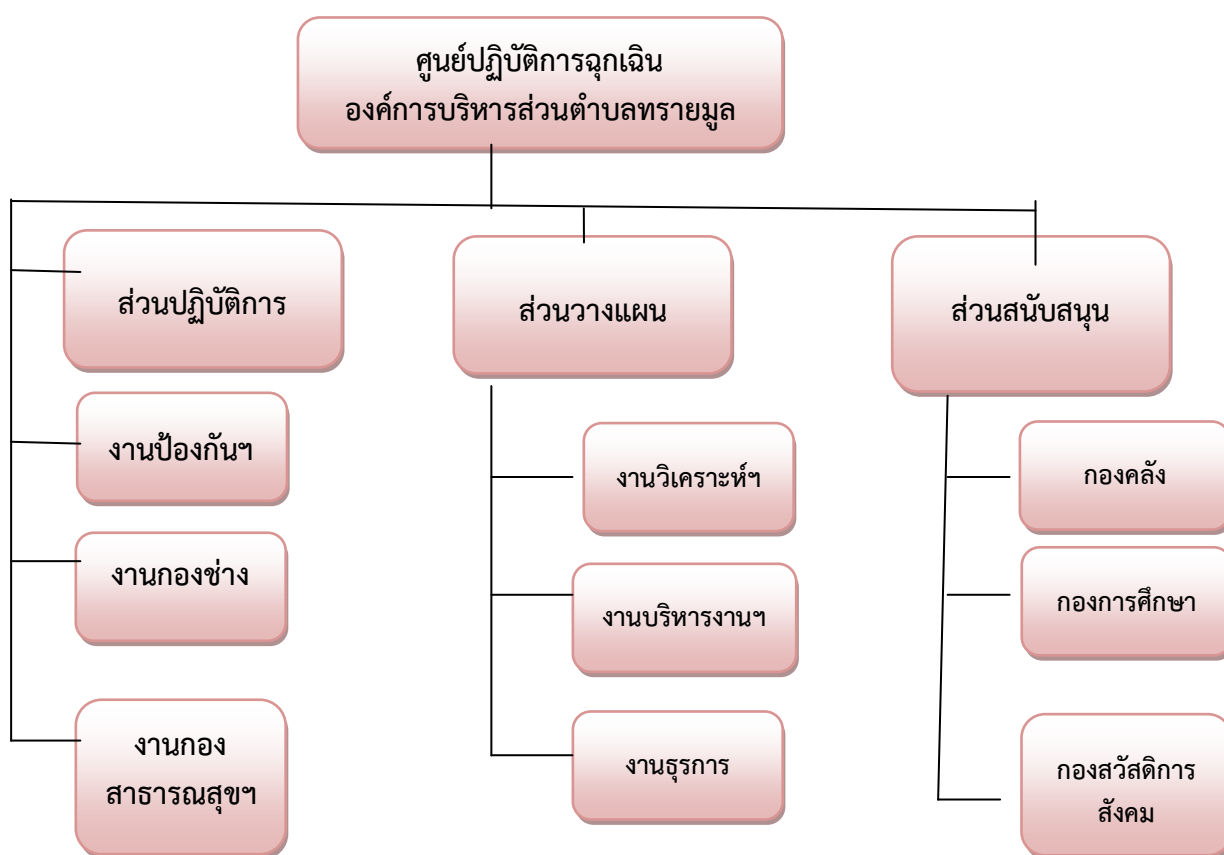 ศูนย์ปฏิบัติการฉุกเฉิน
องค์การบริหารส่วนตำบลทรายมูล
ส่วนปฏิบัติการ
งานป้องกันฯ
งานกองช่าง
งานกอง
สาธารณสุขฯ
ส่วนวางแผน
งานวิเคราะห์ฯ
งานบริหารงานฯ
งานธุรการ
ส่วนสนับสนุน
กองคลัง
กองการศึกษา
กองสวัสดิการ
สังคม